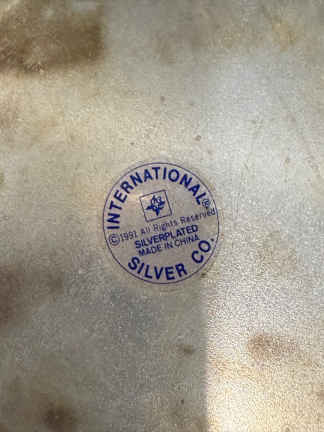 INTERNATIONAL®
©1991 All Rights Reserved
SILVERPLATED
MADE IN CHINA
SILVER CO.